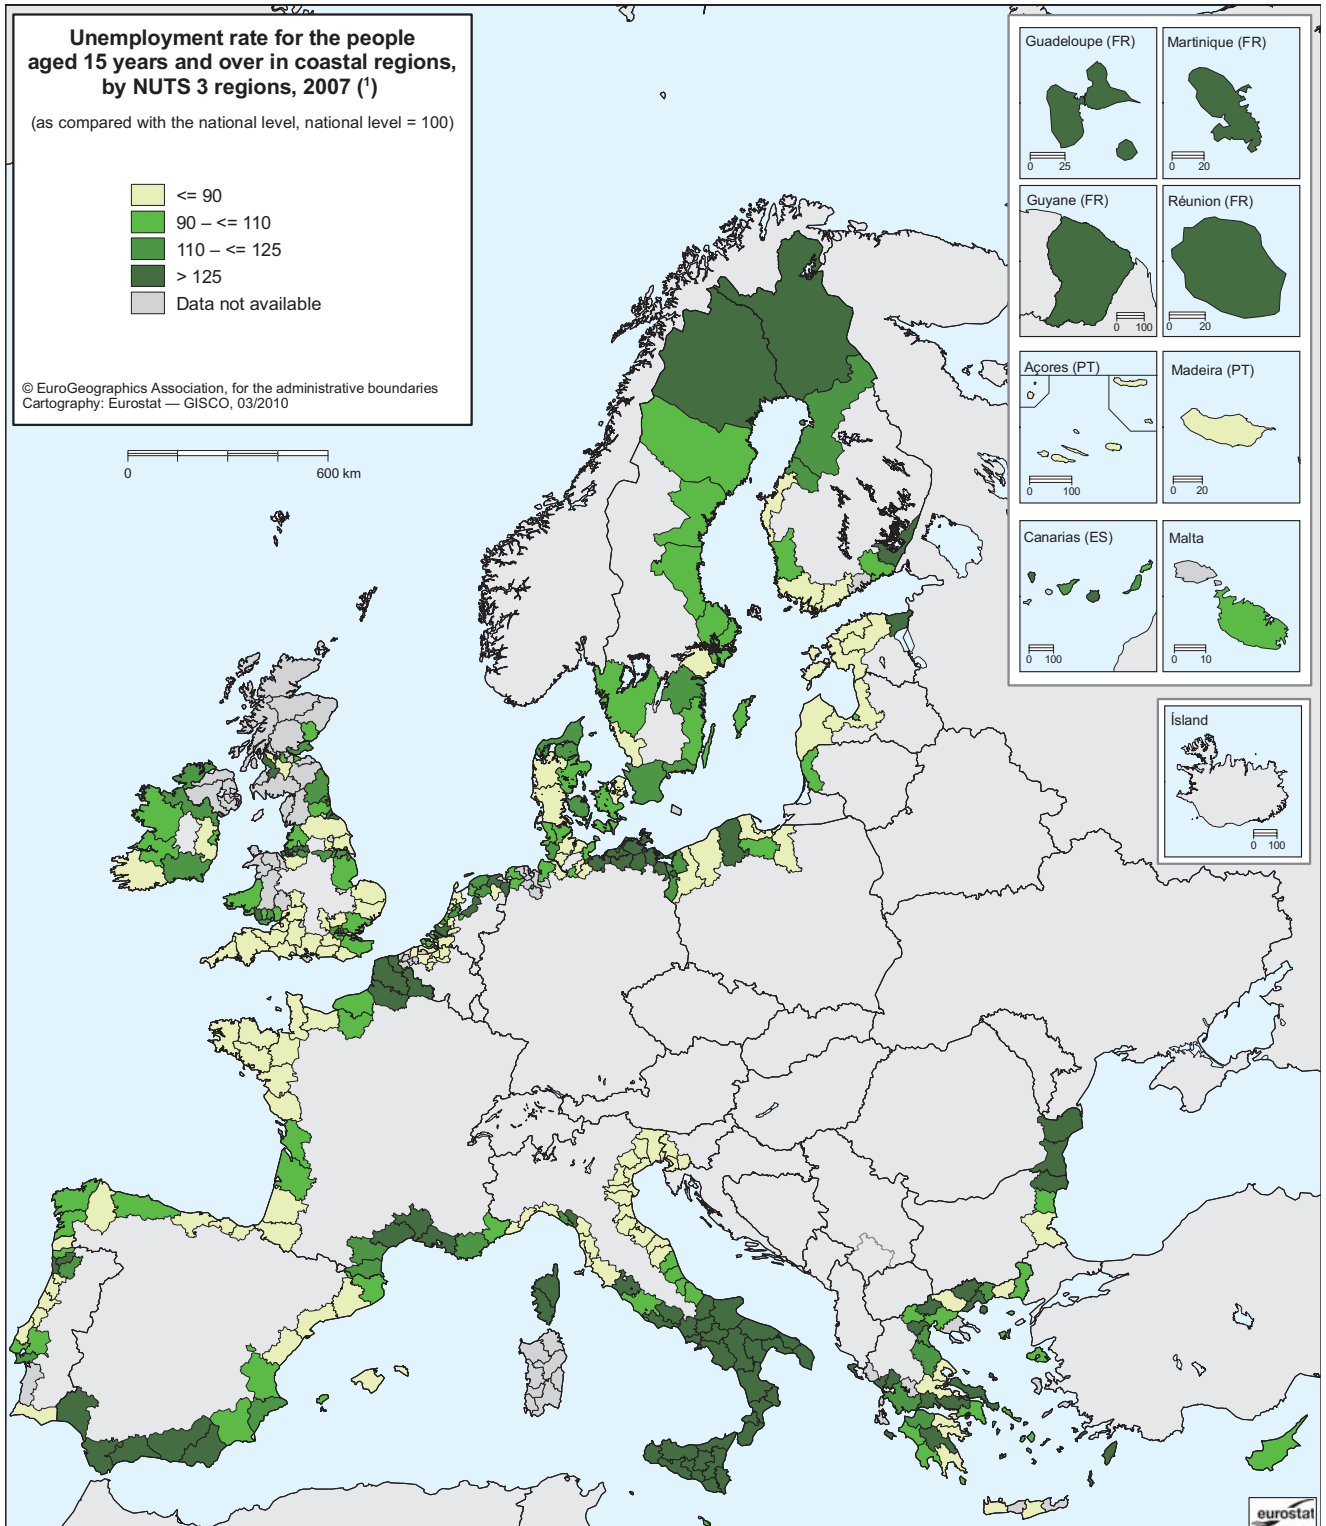 Unemployment rate for the people
aged 15 years and over in coastal regions,
by NUTS 3 regions, 2007 (¹)
(as compared with the national level, national level = 100)
<= 90
90 – <= 110
110 – <= 125
> 125
Data not available
© EuroGeographics Association, for the administrative boundaries
Cartography: Eurostat — GISCO, 03/2010
0 600 km
Guadeloupe (FR)
0 25
Martinique (FR)
0 20
Guyane (FR)
0 100
Réunion (FR)
0 20
Açores (PT)
0 100
Madeira (PT)
0 20
Canarias (ES)
0 100
Malta
0 10
Ísland
0 100
eurostat